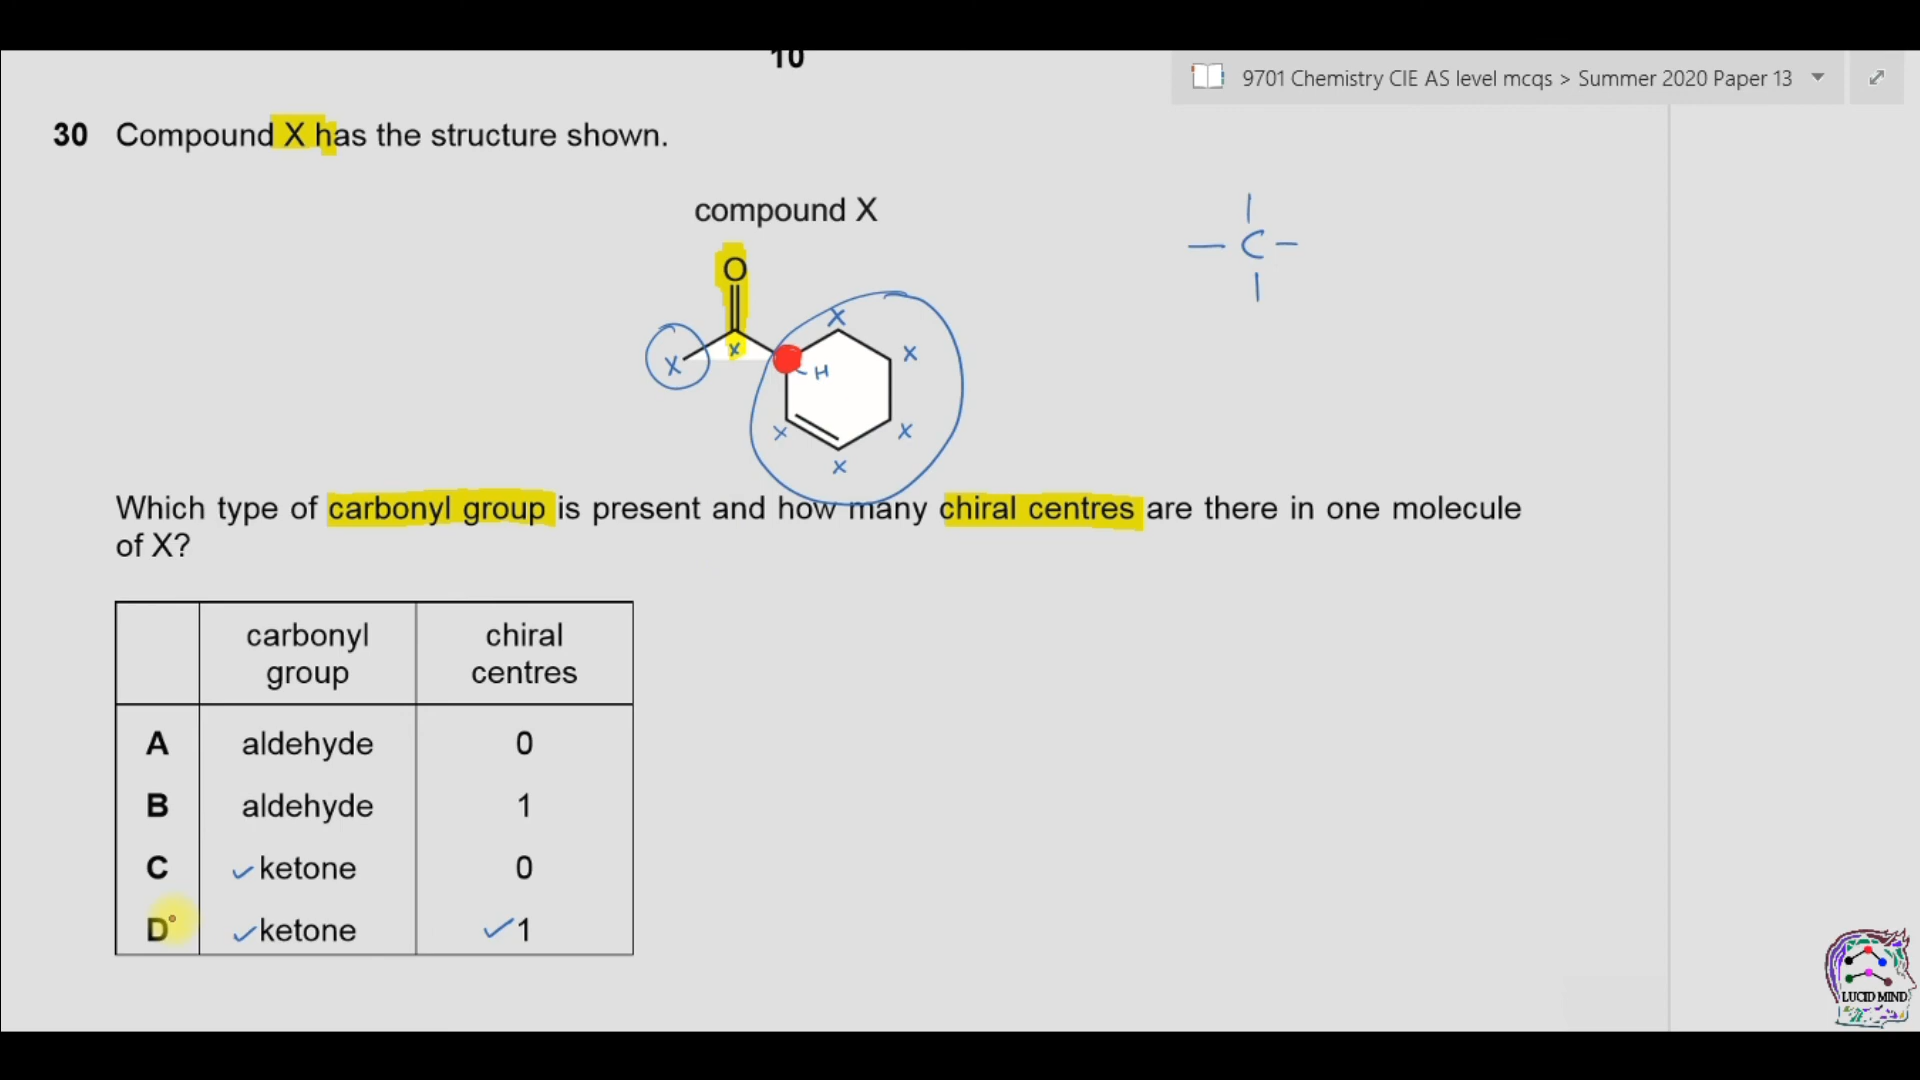 10
9701 Chemistry CIE AS level mcqs > Summer 2020 Paper 13
30 Compound X has the structure shown.
compound X
O
C
X
X
X
X
H
X
X
X
Which type of carbonyl group is present and how many chiral centres are there in one molecule
of X?
carbonyl group
chiral centres
A aldehyde 0
B aldehyde 1
C ✓ketone 0
D ✓ketone ✓1
LUCID MIND